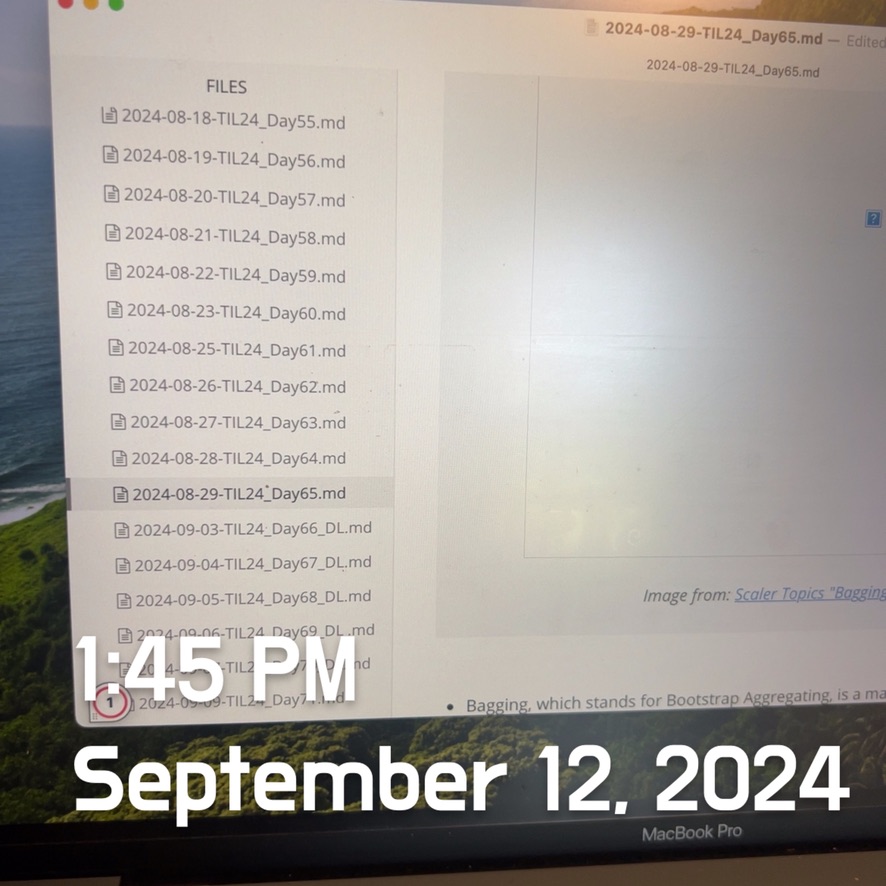 2024-08-29-TIL24_Day65.md — Edited
2024-08-29-TIL24_Day65.md
FILES
2024-08-18-TIL24_Day55.md
2024-08-19-TIL24_Day56.md
2024-08-20-TIL24_Day57.md
2024-08-21-TIL24_Day58.md
2024-08-22-TIL24_Day59.md
2024-08-23-TIL24_Day60.md
2024-08-25-TIL24_Day61.md
2024-08-26-TIL24_Day62.md
2024-08-27-TIL24_Day63.md
2024-08-28-TIL24_Day64.md
2024-08-29-TIL24_Day65.md
2024-09-03-TIL24_Day66_DL.md
2024-09-04-TIL24_Day67_DL.md
2024-09-05-TIL24_Day68_DL.md
2024-09-06-TIL24_Day69_DL.md
2024-09-09-TIL24_Day7
?
Image from: Scaler Topics "Bagging
• Bagging, which stands for Bootstrap Aggregating, is a ma
1:45 PM
1
September 12, 2024
MacBook Pro